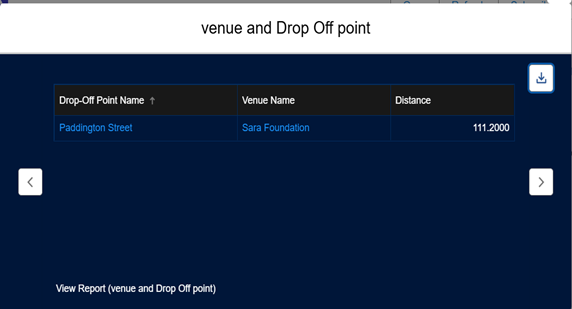 venue and Drop Off point
Drop-Off Point Name ↑ Venue Name Distance
Paddington Street Sara Foundation 111.2000
View Report (venue and Drop Off point)